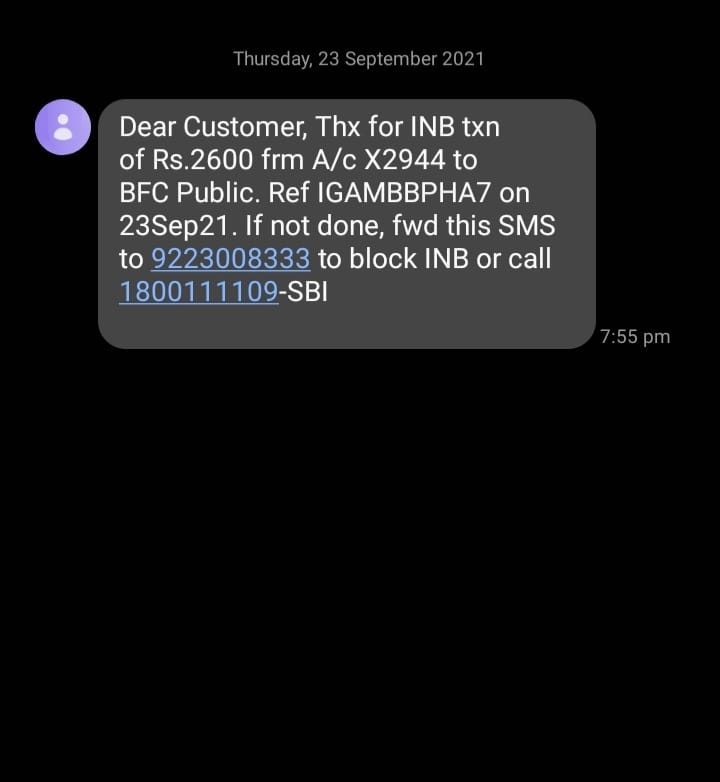 Thursday, 23 September 2021
Dear Customer, Thx for INB txn
of Rs.2600 frm A/c X2944 to
BFC Public. Ref IGAMBBPHA7 on
23Sep21. If not done, fwd this SMS
to 9223008333 to block INB or call
1800111109-SBI
7:55 pm